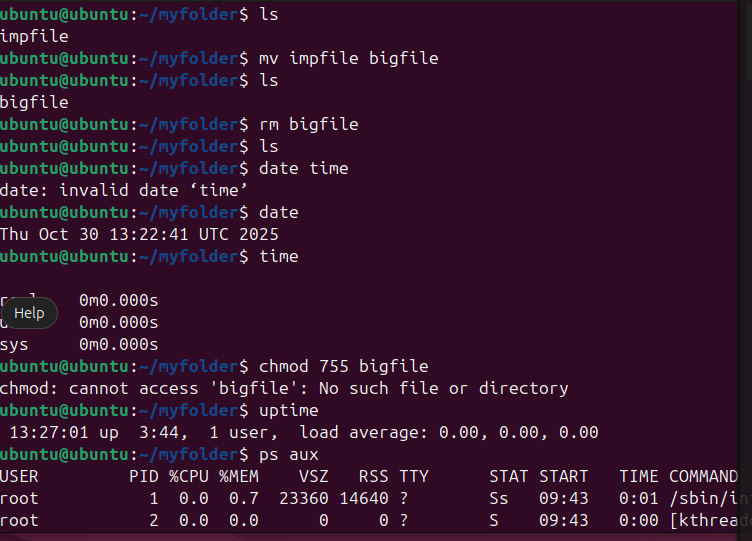 ubuntu@ubuntu:~/myfolder$ ls
impfile
ubuntu@ubuntu:~/myfolder$ mv impfile bigfile
ubuntu@ubuntu:~/myfolder$ ls
bigfile
ubuntu@ubuntu:~/myfolder$ rm bigfile
ubuntu@ubuntu:~/myfolder$ ls
ubuntu@ubuntu:~/myfolder$ date time
date: invalid date ‘time’
ubuntu@ubuntu:~/myfolder$ date
Thu Oct 30 13:22:41 UTC 2025
ubuntu@ubuntu:~/myfolder$ time
0m0.000s
Help
0m0.000s
sys 0m0.000s
ubuntu@ubuntu:~/myfolder$ chmod 755 bigfile
chmod: cannot access 'bigfile': No such file or directory
ubuntu@ubuntu:~/myfolder$ uptime
13:27:01 up 3:44, 1 user, load average: 0.00, 0.00, 0.00
ubuntu@ubuntu:~/myfolder$ ps aux
USER PID %CPU %MEM VSZ RSS TTY STAT START TIME COMMAND
root 1 0.0 0.7 23360 14640 ? Ss 09:43 0:01 /sbin/in
root 2 0.0 0.0 0 0 ? S 09:43 0:00 [kthread